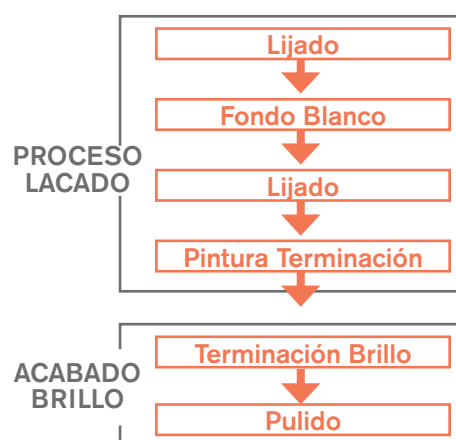 PROCESO
LACADO
Lijado
Fondo Blanco
Lijado
Pintura Terminación
ACABADO
BRILLO
Terminación Brillo
Pulido